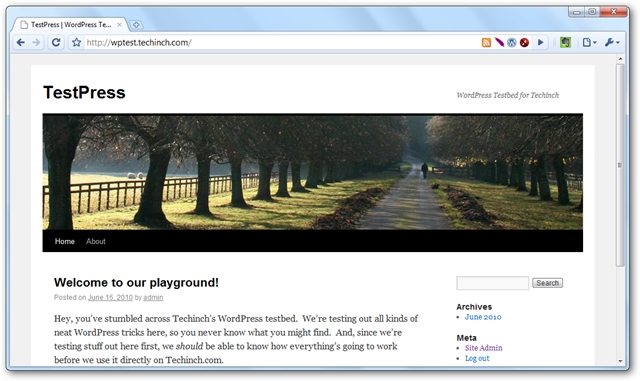 TestPress | WordPress Te...
http://wptest.techinch.com/
TestPress
WordPress Testbed for Techinch
Home About
Welcome to our playground!
Posted on June 16, 2010 by admin
Hey, you've stumbled across Techinch's WordPress testbed. We're testing out all kinds of
neat WordPress tricks here, so you never know what you might find. And, since we're
testing stuff out here first, we should be able to know how everything's going to work
before we use it directly on Techinch.com.
Search
Archives
June 2010
Meta
Site Admin
Log out